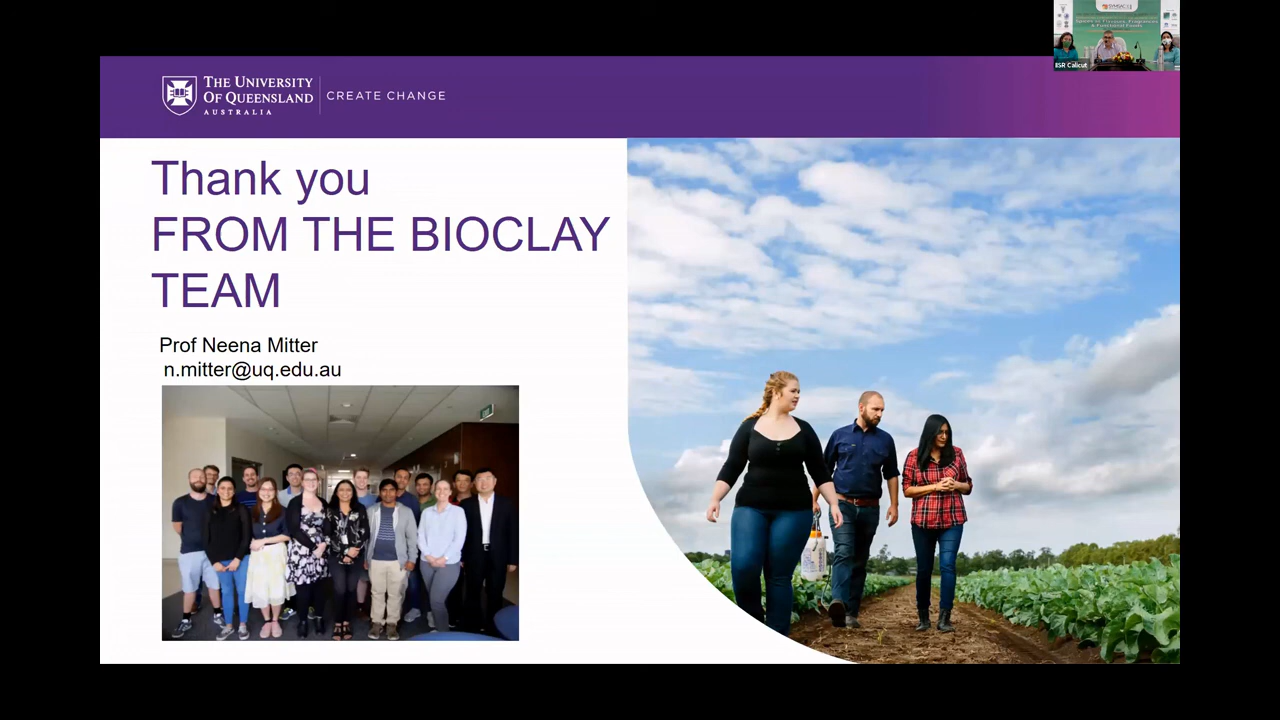 THE UNIVERSITY
OF QUEENSLAND
AUSTRALIA
CREATE CHANGE
Thank you
FROM THE BIOCLAY
TEAM
Prof Neena Mitter
n.mitter@uq.edu.au
IISR Calicut